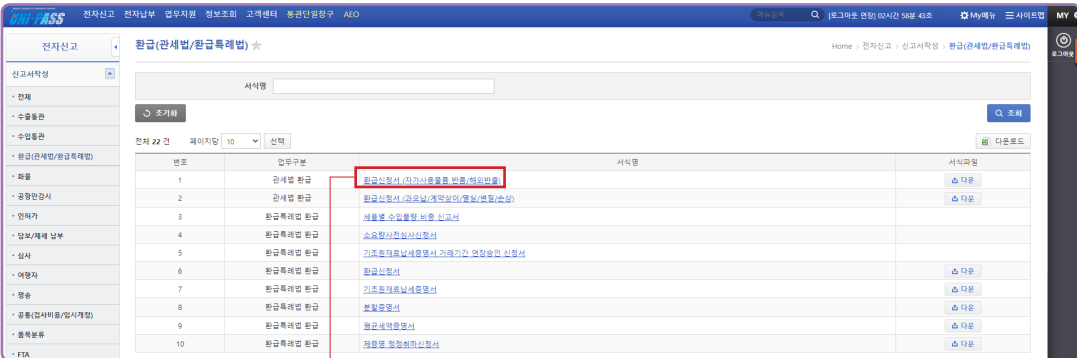 UNI-PASS 전자신고 전자납부 업무지원 정보조회 고객센터 통관단일창구 AEO 메뉴검색 [로그아웃 연장] 02시간 58분 43초 My메뉴 사이트맵 MY
전자신고
환급(관세법/환급특례법)
Home > 전자신고 > 신고서작성 > 환급(관세법/환급특례법)
로그아웃
신고서작성
서식명
· 전체
· 수출통관
초기화 조회
· 수입통관
전체 22 건 페이지당 10 선택 다운로드
· 환급(관세법/환급특례법)
번호 업무구분 서식명 서식파일
· 화물
1 관세법 환급 환급신청서 (자가사용물품 반품/해외반출) 다운
· 공항만감시
2 관세법 환급 환급신청서 (과오납/계약상이/멸실/변질/손상) 다운
· 인허가
3 환급특례법 환급 세율별 수입물량 비중 신고서
· 담보/체세 납부
4 환급특례법 환급 소요량사전심사신청서
· 심사
5 환급특례법 환급 기초원재료납세증명서 거래기간 연장승인 신청서
· 여행자
6 환급특례법 환급 환급신청서 다운
7 환급특례법 환급 기초원재료납세증명서 다운
· 쟁송
8 환급특례법 환급 분할증명서 다운
· 공통(검사비용/임시개청)
9 환급특례법 환급 평균세액증명서 다운
· 품목분류
10 환급특례법 환급 제증명 정정취하신청서 다운
· FTA